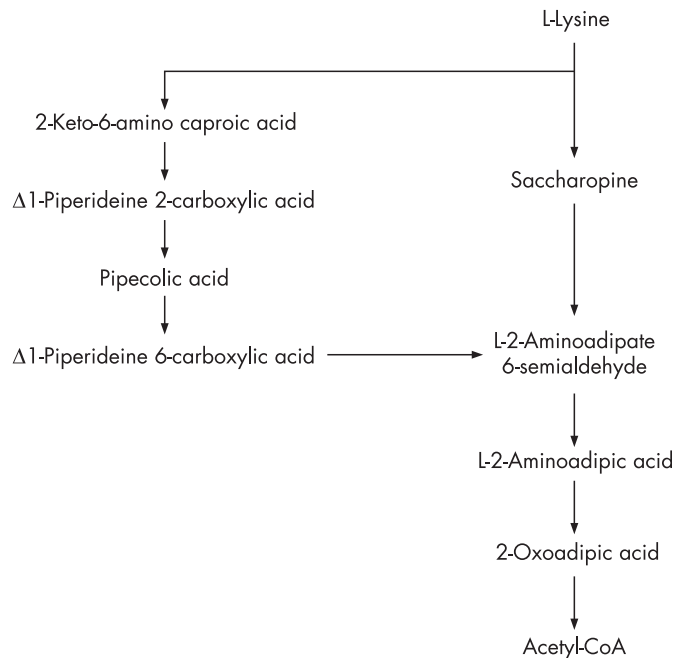 L-Lysine
2-Keto-6-amino caproic acid
Δ1-Piperideine 2-carboxylic acid
Pipecolic acid
Δ1-Piperideine 6-carboxylic acid
Saccharopine
L-2-Aminoadipate
6-semialdehyde
L-2-Aminoadipic acid
2-Oxoadipic acid
Acetyl-CoA